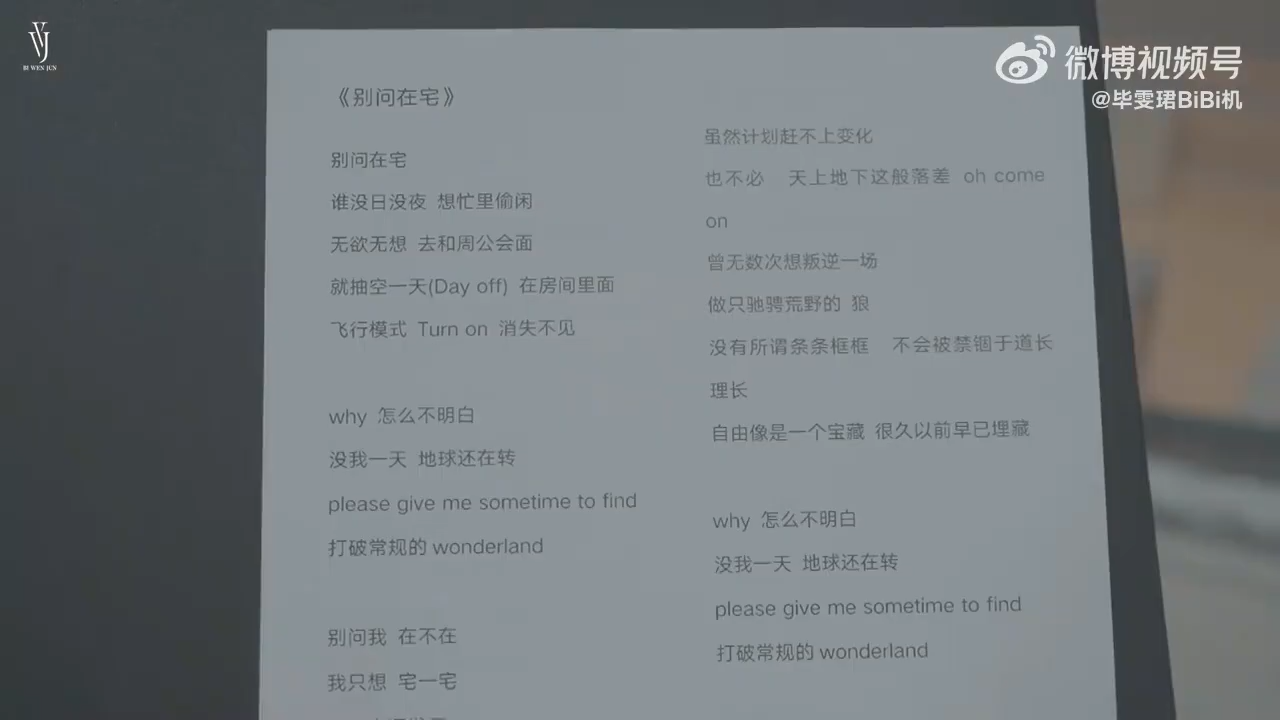 BI WEN JUN
微博视频号
@毕雯珺BiBi机
《别问在宅》
别问在宅
谁没日没夜 想忙里偷闲
无欲无想 去和周公会面
就抽空一天(Day off) 在房间里面
飞行模式 Turn on 消失不见
why 怎么不明白
没我一天 地球还在转
please give me sometime to find
打破常规的 wonderland
别问我 在不在
我只想 宅一宅
虽然计划赶不上变化
也不必 天上地下这般落差 oh come
on
曾无数次想叛逆一场
做只驰骋荒野的 狼
没有所谓条条框框 不会被禁锢于道长
理长
自由像是一个宝藏 很久以前早已埋藏
why 怎么不明白
没我一天 地球还在转
please give me sometime to find
打破常规的 wonderland